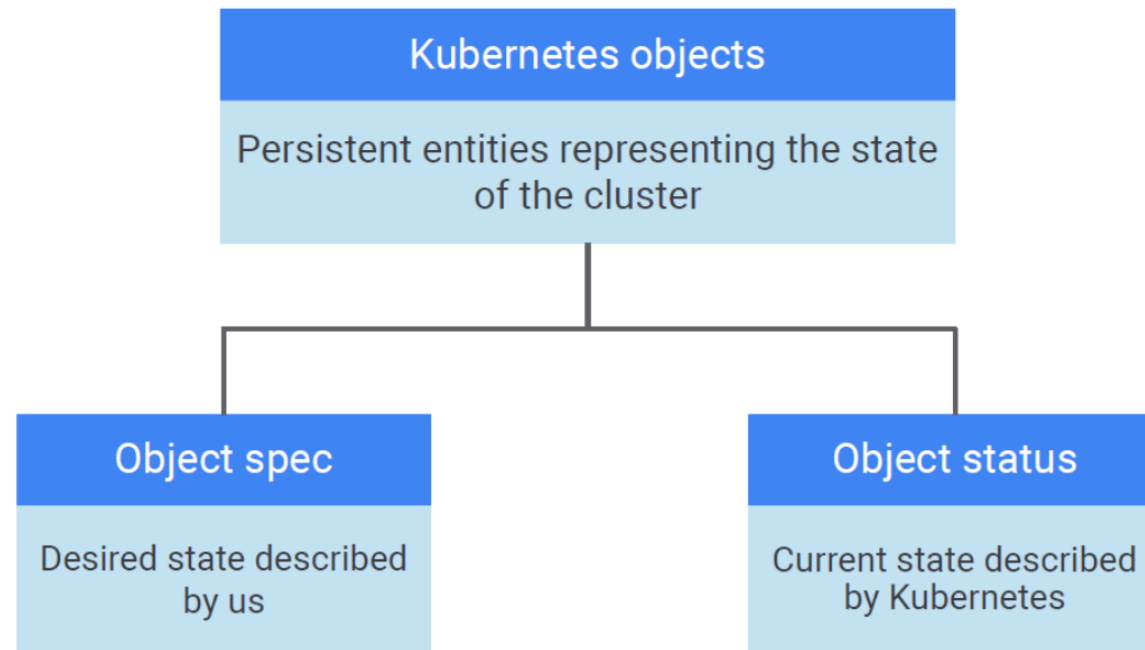 Kubernetes objects
Persistent entities representing the state
of the cluster
Object spec
Desired state described
by us
Object status
Current state described
by Kubernetes